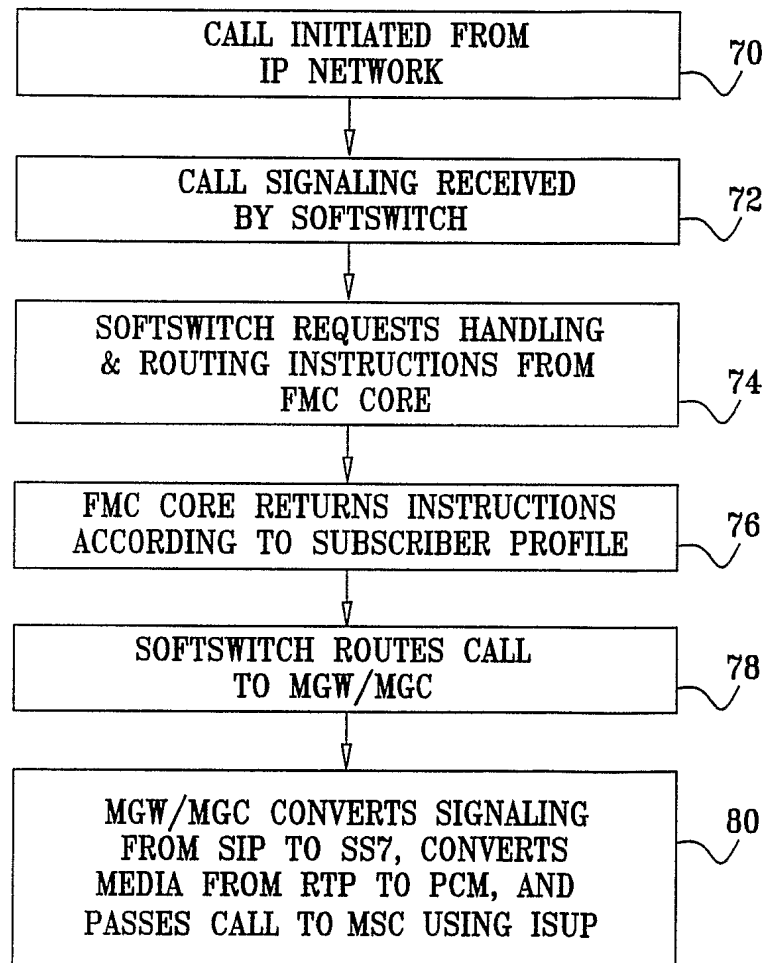 CALL INITIATED FROM
IP NETWORK
70
CALL SIGNALING RECEIVED
BY SOFTSWITCH
72
SOFTSWITCH REQUESTS HANDLING
& ROUTING INSTRUCTIONS FROM
FMC CORE
74
FMC CORE RETURNS INSTRUCTIONS
ACCORDING TO SUBSCRIBER PROFILE
76
SOFTSWITCH ROUTES CALL
TO MGW/MGC
78
MGW/MGC CONVERTS SIGNALING
FROM SIP TO SS7, CONVERTS
MEDIA FROM RTP TO PCM, AND
PASSES CALL TO MSC USING ISUP
80